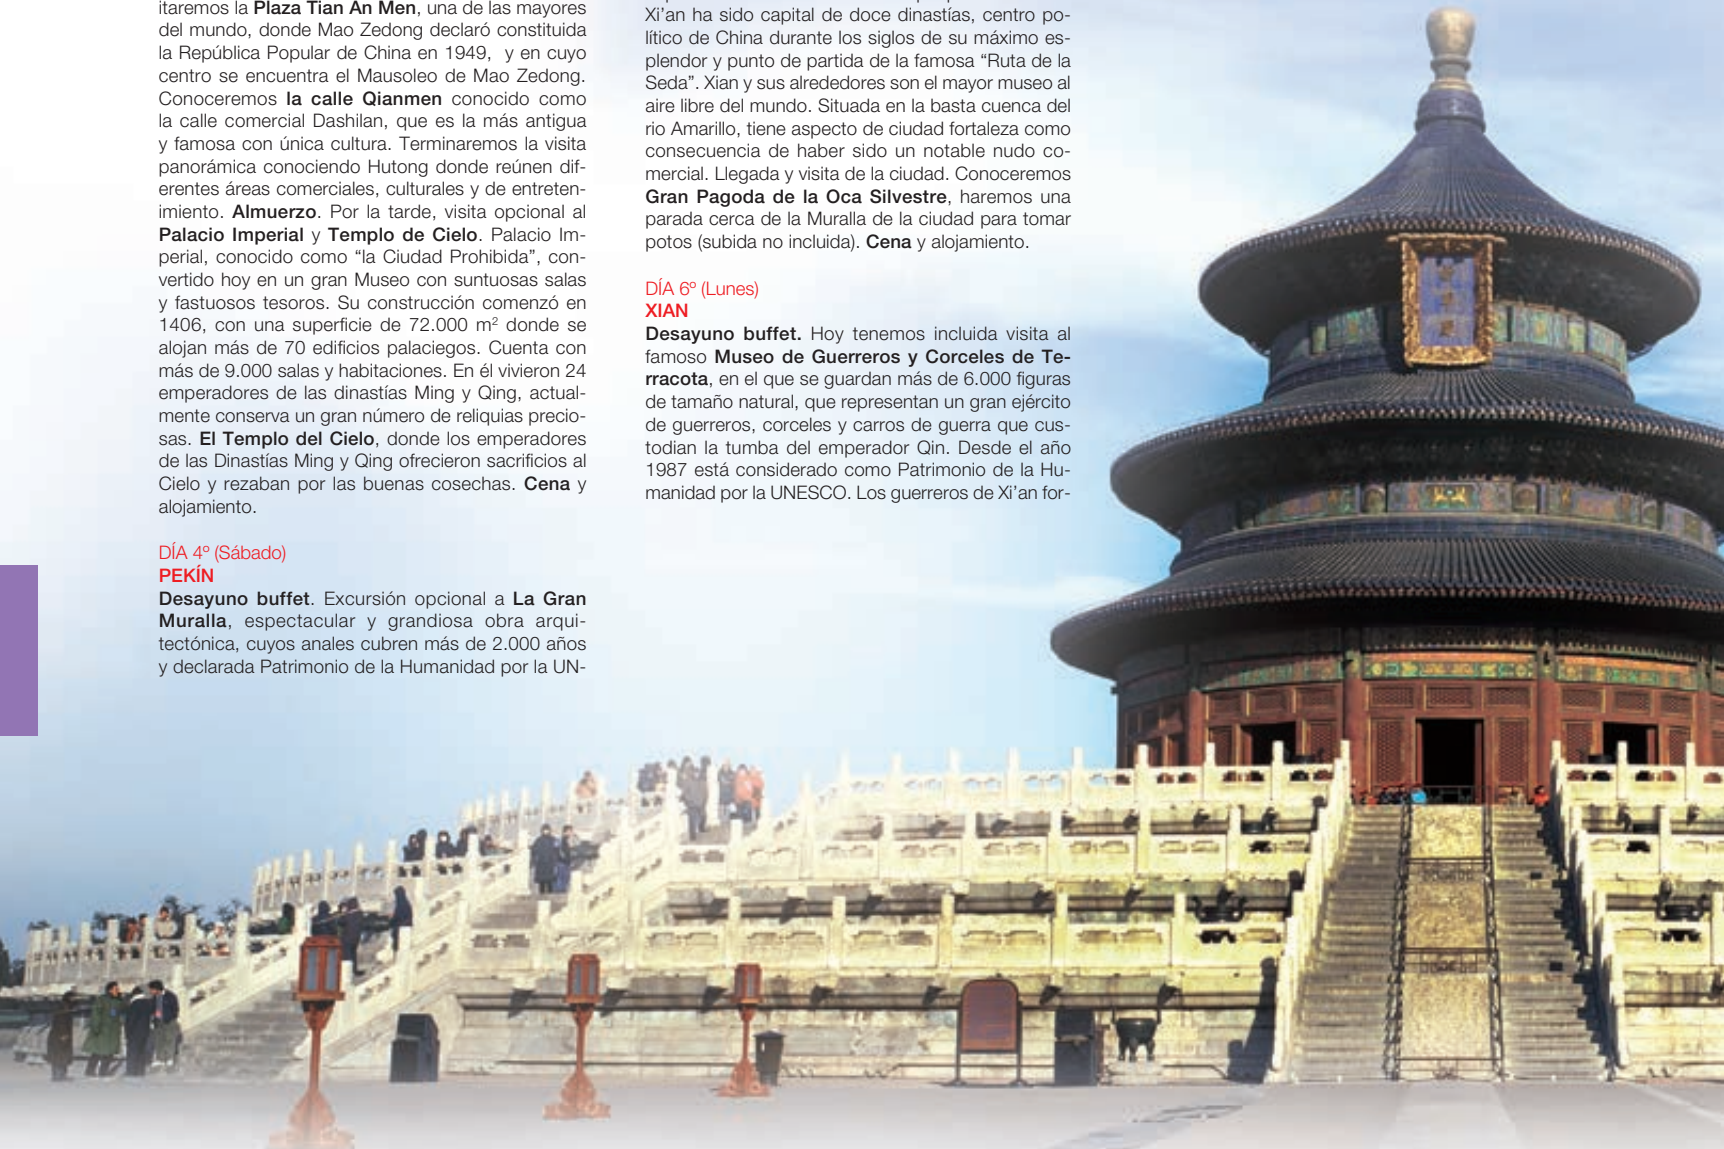 itaremos la Plaza Tian An Men, una de las mayores
del mundo, donde Mao Zedong declaró constituida
la República Popular de China en 1949, y en cuyo
centro se encuentra el Mausoleo de Mao Zedong.
Conoceremos la calle Qianmen conocido como
la calle comercial Dashilan, que es la más antigua
y famosa con única cultura. Terminaremos la visita
panorámica conociendo Hutong donde reúnen dif-
erentes áreas comerciales, culturales y de entreten-
imiento. Almuerzo. Por la tarde, visita opcional al
Palacio Imperial y Templo de Cielo. Palacio Im-
perial, conocido como “la Ciudad Prohibida”, con-
vertido hoy en un gran Museo con suntuosas salas
y fastuosos tesoros. Su construcción comenzó en
1406, con una superficie de 72.000 m² donde se
alojan más de 70 edificios palaciegos. Cuenta con
más de 9.000 salas y habitaciones. En él vivieron 24
emperadores de las dinastías Ming y Qing, actual-
mente conserva un gran número de reliquias precio-
sas. El Templo del Cielo, donde los emperadores
de las Dinastías Ming y Qing ofrecieron sacrificios al
Cielo y rezaban por las buenas cosechas. Cena y
alojamiento.
DÍA 4º (Sábado)
PEKÍN
Desayuno buffet. Excursión opcional a La Gran
Muralla, espectacular y grandiosa obra arqui-
tectónica, cuyos anales cubren más de 2.000 años
y declarada Patrimonio de la Humanidad por la UN-
Xi’an ha sido capital de doce dinastías, centro po-
lítico de China durante los siglos de su máximo es-
plendor y punto de partida de la famosa “Ruta de la
Seda”. Xian y sus alrededores son el mayor museo al
aire libre del mundo. Situada en la basta cuenca del
rio Amarillo, tiene aspecto de ciudad fortaleza como
consecuencia de haber sido un notable nudo co-
mercial. Llegada y visita de la ciudad. Conoceremos
Gran Pagoda de la Oca Silvestre, haremos una
parada cerca de la Muralla de la ciudad para tomar
potos (subida no incluida). Cena y alojamiento.
DÍA 6º (Lunes)
XIAN
Desayuno buffet. Hoy tenemos incluida visita al
famoso Museo de Guerreros y Corceles de Te-
rracota, en el que se guardan más de 6.000 figuras
de tamaño natural, que representan un gran ejército
de guerreros, corceles y carros de guerra que cus-
todian la tumba del emperador Qin. Desde el año
1987 está considerado como Patrimonio de la Hu-
manidad por la UNESCO. Los guerreros de Xi’an for-